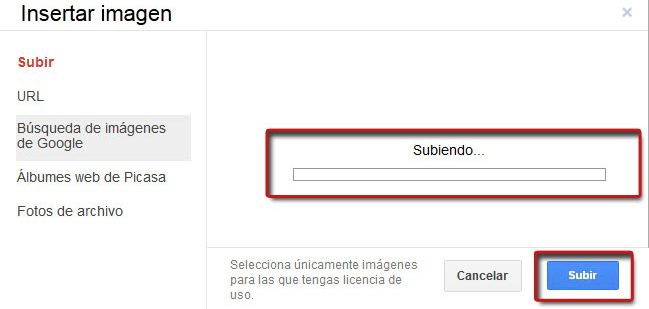 Insertar imagen
×
Subir
URL
Búsqueda de imágenes
de Google
Álbumes web de Picasa
Fotos de archivo
Subiendo...
Selecciona únicamente imágenes
para las que tengas licencia de
uso.
Cancelar
Subir